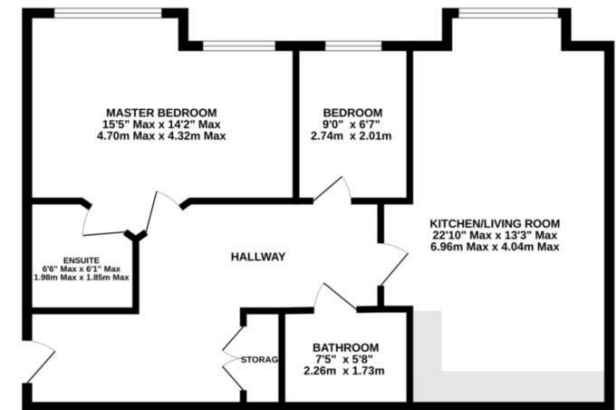 MASTER BEDROOM
15'5" Max x 14'2" Max
4.70m Max x 4.32m Max
BEDROOM
9'0" x 6'7"
2.74m x 2.01m
KITCHEN/LIVING ROOM
22'10" Max x 13'3" Max
6.96m Max x 4.04m Max
ENSUITE
6'6" Max x 6'1" Max
1.98m Max x 1.85m Max
HALLWAY
STORAG
BATHROOM
7'5" x 5'8"
2.26m x 1.73m